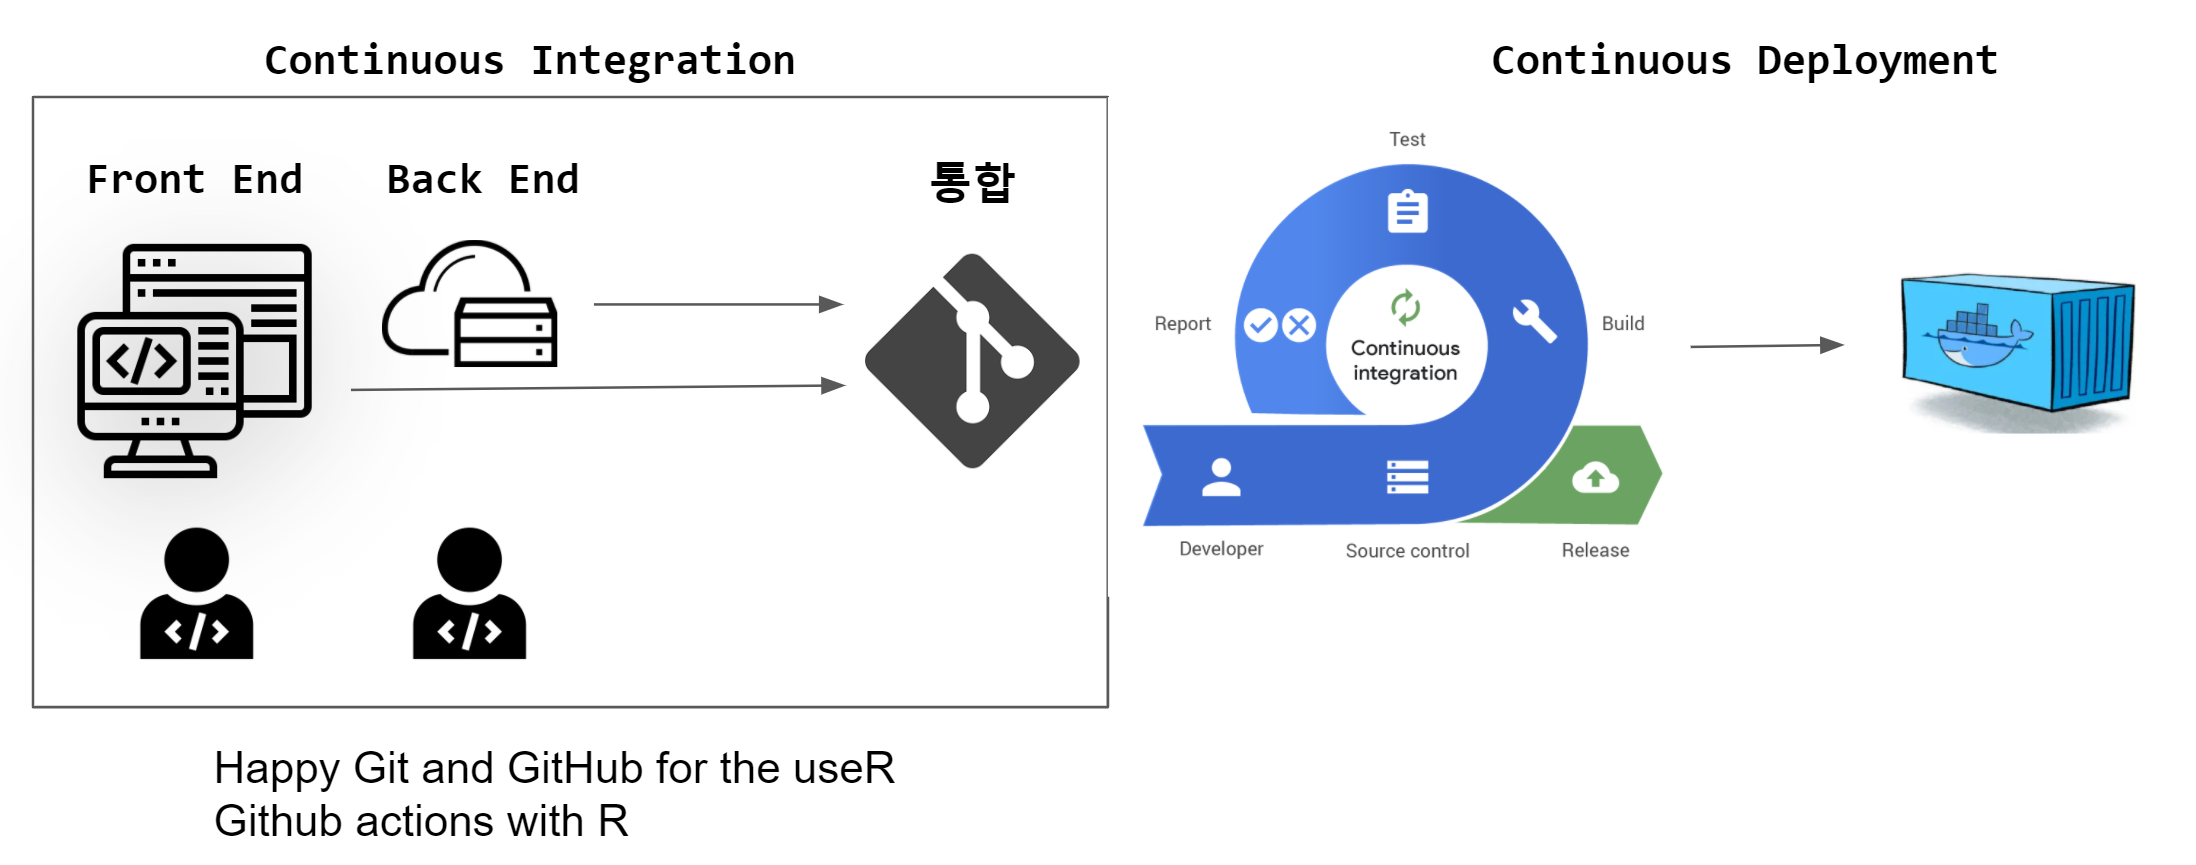 Continuous Integration
Continuous Deployment
Front End
Back End
통합
</>
</>
</>
Test
Report
Build
Continuous
integration
Developer
Source control
Release
Happy Git and GitHub for the useR
Github actions with R